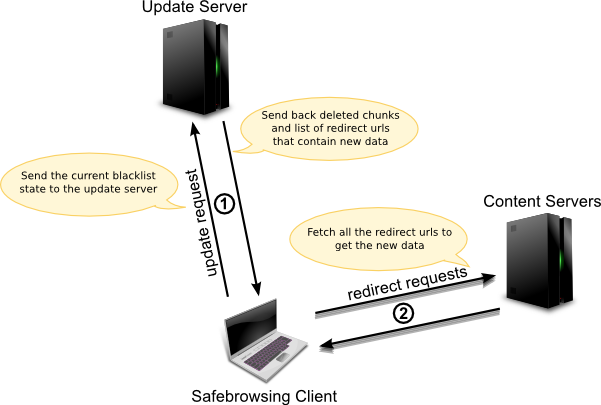 Update Server
Send back deleted chunks
and list of redirect urls
that contain new data
Send the current blacklist
state to the update server
update request
1
Content Servers
Fetch all the redirect urls to
get the new data
redirect requests
2
Safebrowsing Client